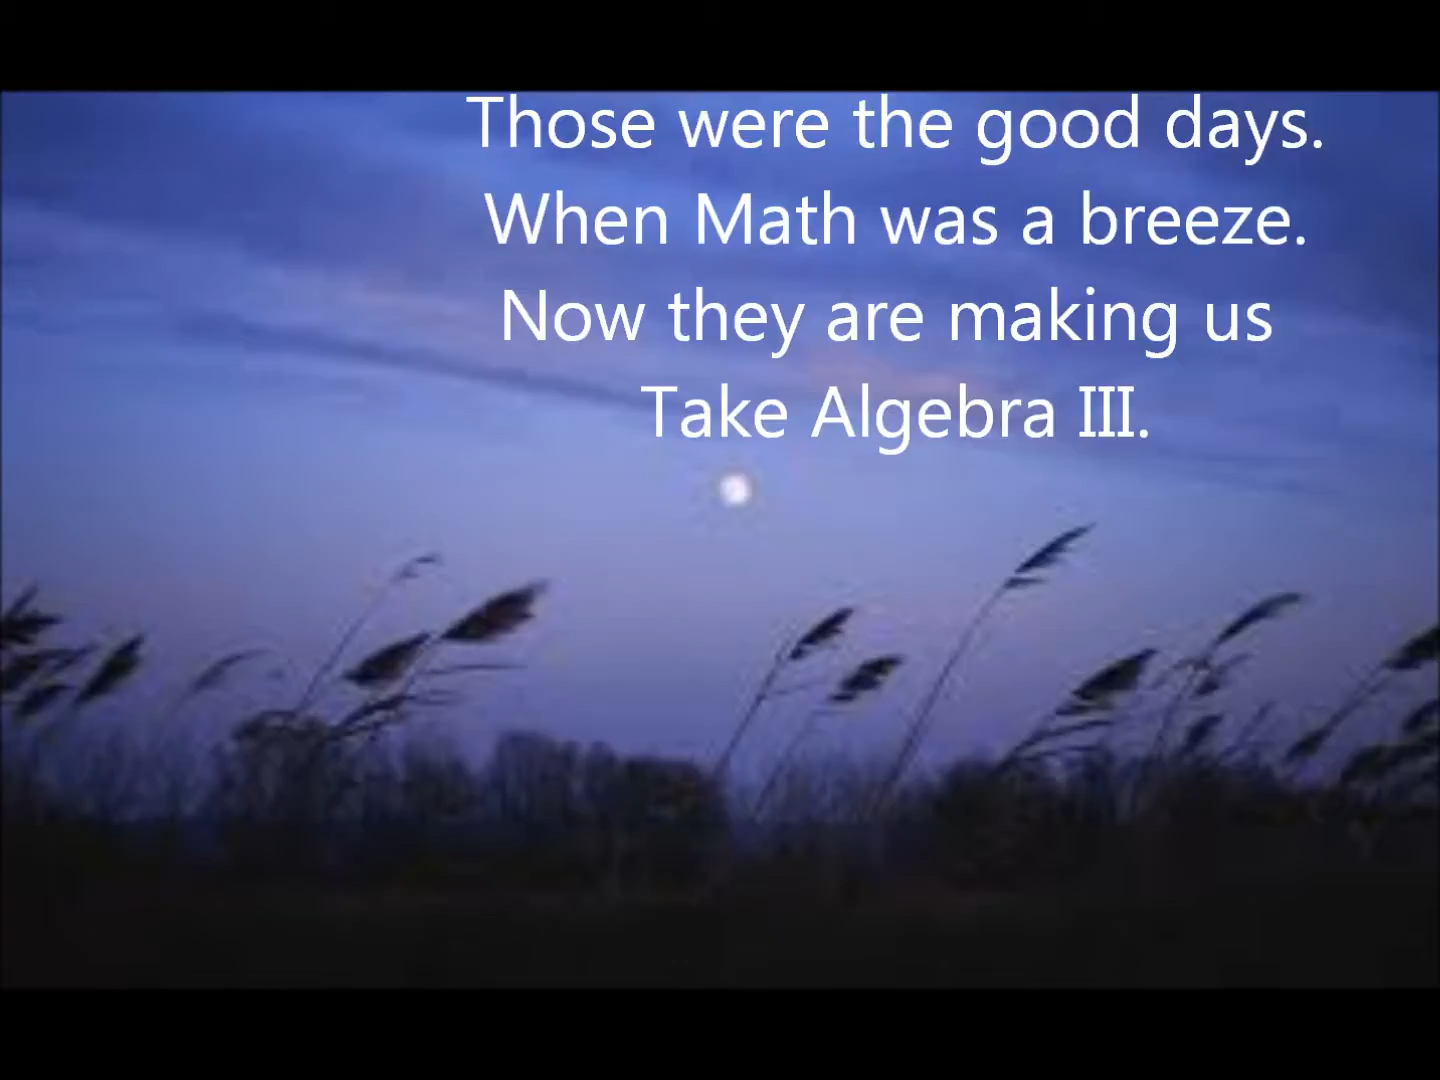 Those were the good days.
When Math was a breeze.
Now they are making us
Take Algebra III.